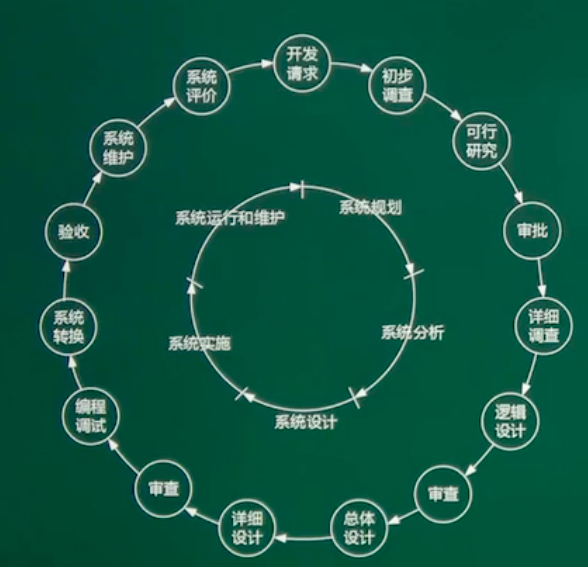 开发
请求
初步
调查
可行
研究
审批
详细
调查
逻辑
设计
审查
总体
设计
详细
设计
审查
编程
调试
系统
转换
验收
系统
维护
系统
评价
系统规划
系统分析
系统设计
系统实施
系统运行和维护